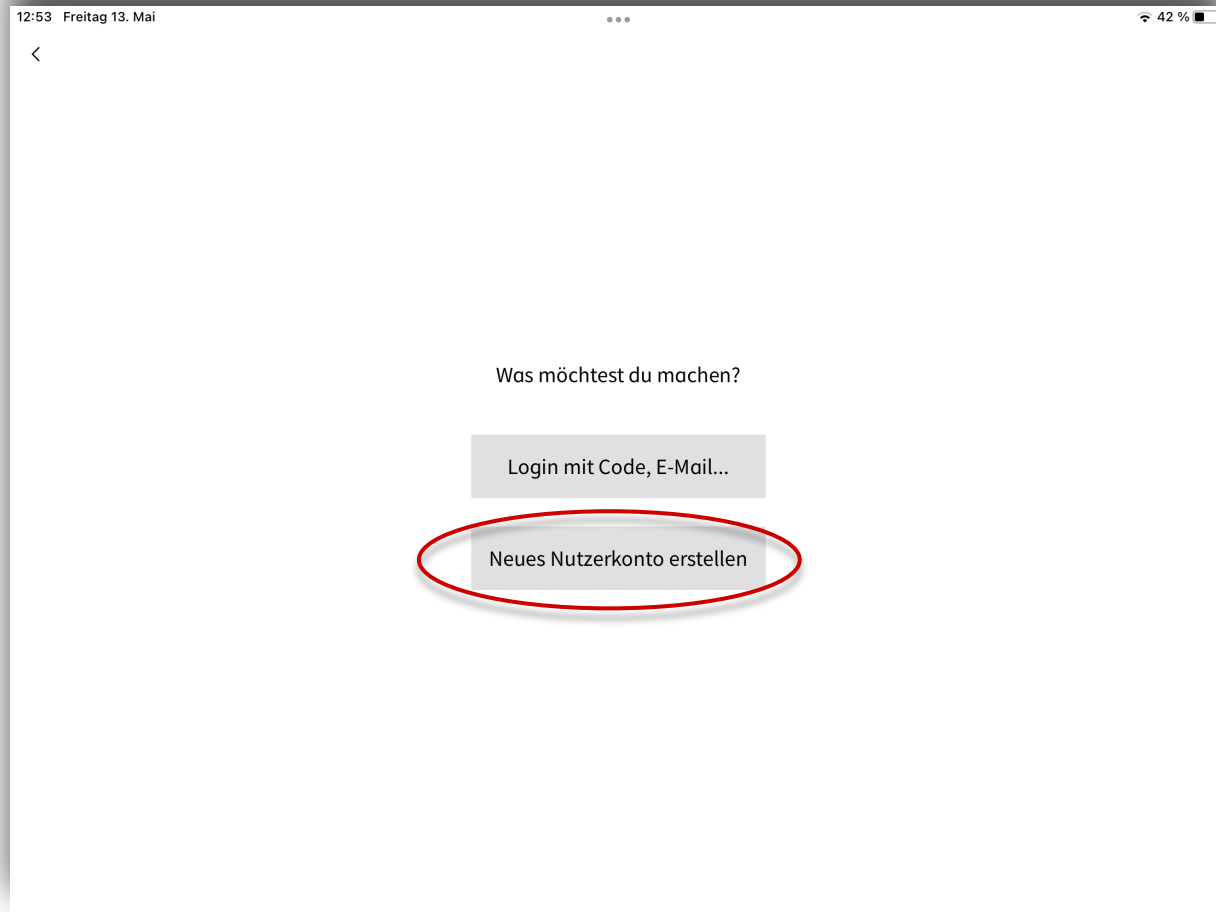 12:53 Freitag 13. Mai 42 %
Was möchtest du machen?
Login mit Code, E-Mail...
Neues Nutzerkonto erstellen